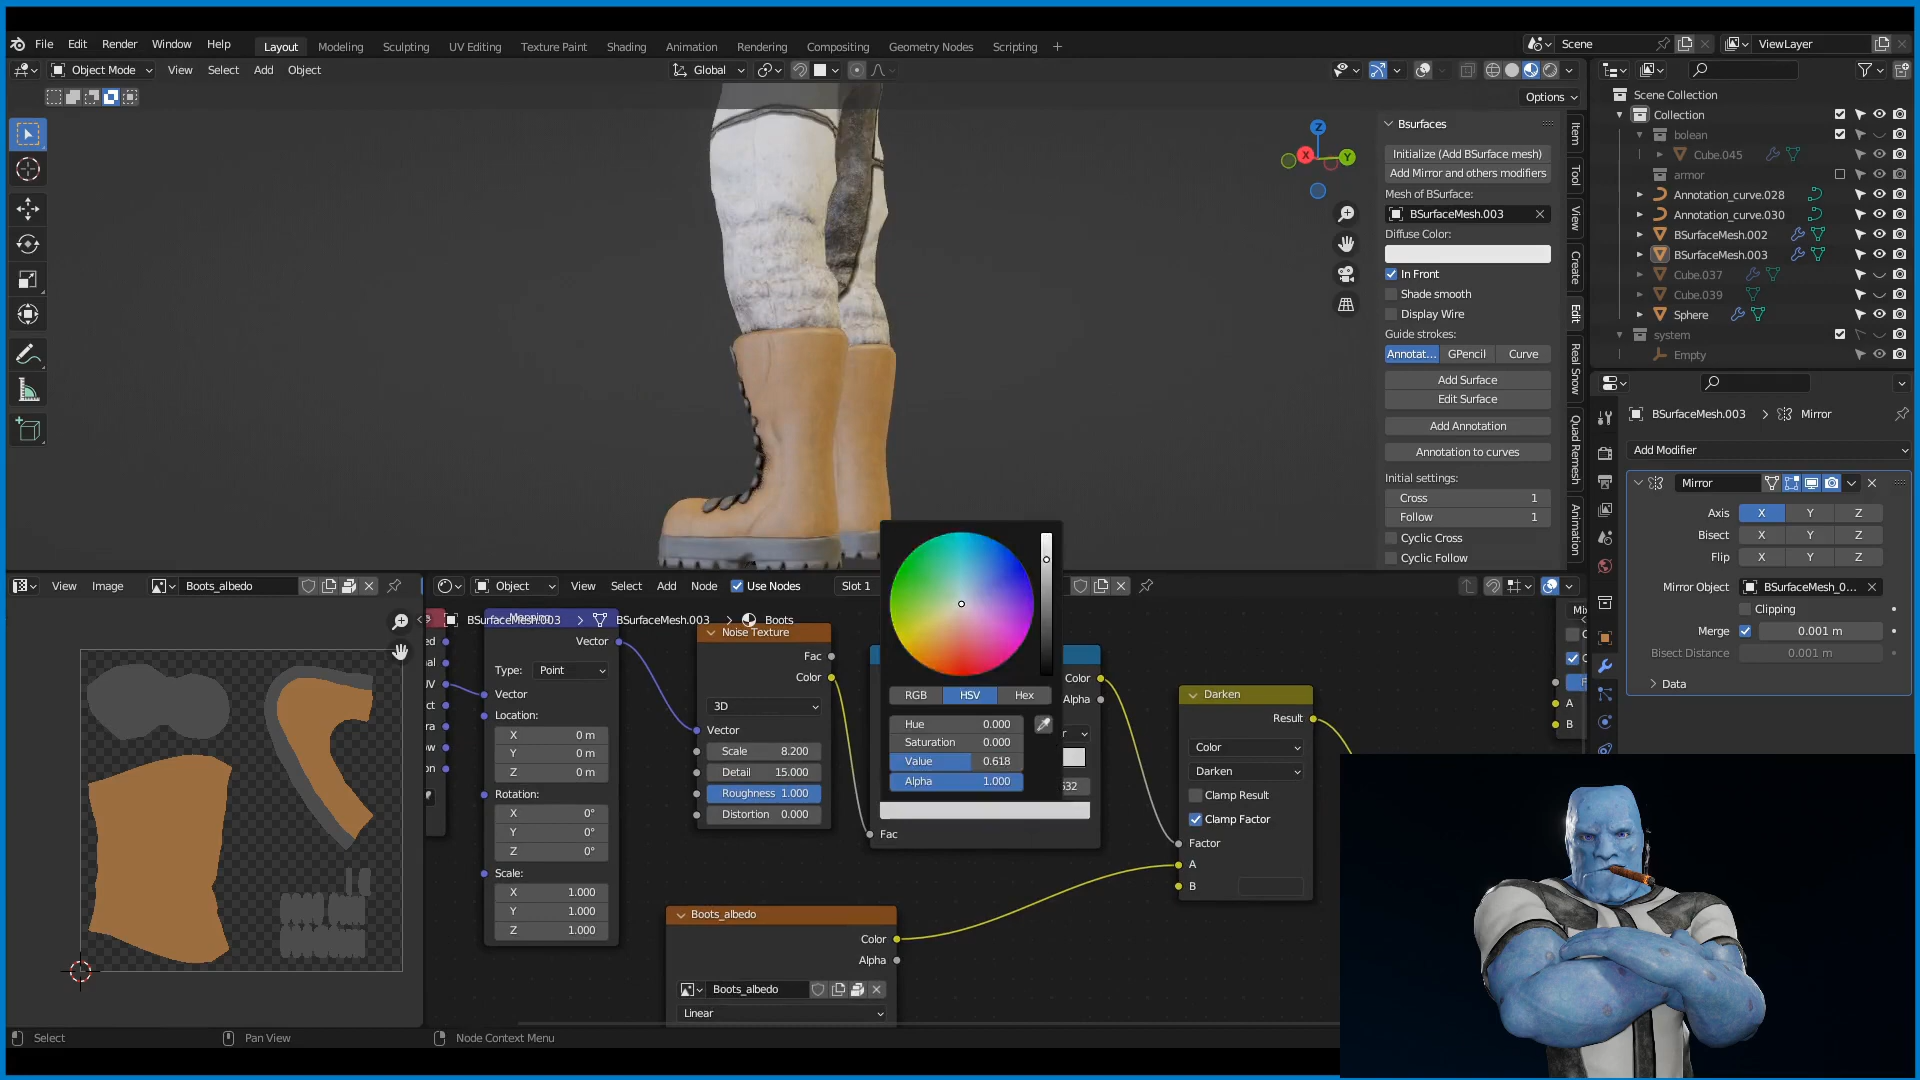 File Edit Render Window Help Layout Modeling Sculpting UV Editing Texture Paint Shading Animation Rendering Compositing Geometry Nodes Scripting + Scene ViewLayer
Object Mode View Select Add Object Global
Options
Bsurfaces
Initialize (Add BSurface mesh)
Add Mirror and others modifiers
Mesh of BSurface:
BSurfaceMesh.003
Diffuse Color:
In Front
Shade smooth
Display Wire
Guide strokes:
Annotat... GPencil Curve
Add Surface
Edit Surface
Add Annotation
Annotation to curves
Initial settings:
Cross 1
Follow 1
Cyclic Cross
Cyclic Follow
Item
Tool
View
Create
Edit
Real Snow
Quad Remesh
Animation
Z
X
Y
Scene Collection
Collection
bolean
Cube.045
armor
Annotation_curve.028
Annotation_curve.030
BSurfaceMesh.002
BSurfaceMesh.003
Cube.037
Cube.039
Sphere
system
Empty
BSurfaceMesh.003 > Mirror
Add Modifier
Mirror
Axis X Y Z
Bisect X Y Z
Flip X Y Z
Mirror Object BSurfaceMesh_0...
Clipping
Merge 0.001 m
Bisect Distance 0.001 m
> Data
View Image Boots_albedo
Object View Select Add Node Use Nodes Slot 1
BSurfaceMesh.003 > BSurfaceMesh.003 > Boots
Mapping
Vector
Type: Point
Vector
Location:
X 0 m
Y 0 m
Z 0 m
Rotation:
X 0°
Y 0°
Z 0°
Scale:
X 1.000
Y 1.000
Z 1.000
Noise Texture
Fac
Color
3D
Vector
Scale 8.200
Detail 15.000
Roughness 1.000
Distortion 0.000
RGB HSV Hex
Hue 0.000
Saturation 0.000
Value 0.618
Alpha 1.000
Color
Alpha
Fac
Darken
Result
Color
Darken
Clamp Result
Clamp Factor
Factor
A
B
A
B
Boots_albedo
Color
Alpha
Boots_albedo
Linear
Select Pan View Node Context Menu